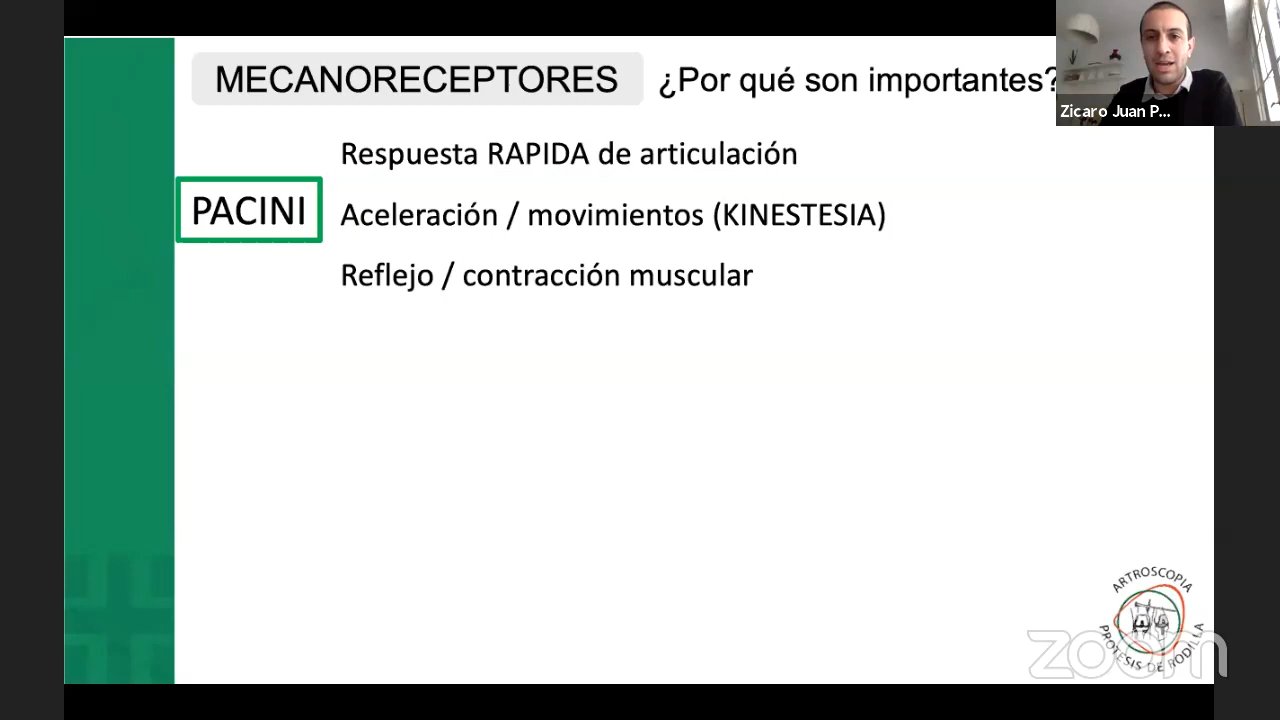 MECANORECEPTORES ¿Por qué son importantes?
Zicaro Juan P...
Respuesta RAPIDA de articulación
PACINI
Aceleración / movimientos (KINESTESIA)
Reflejo / contracción muscular
ARTROSCOPIA
PROTESIS DE RODILLA
zoom